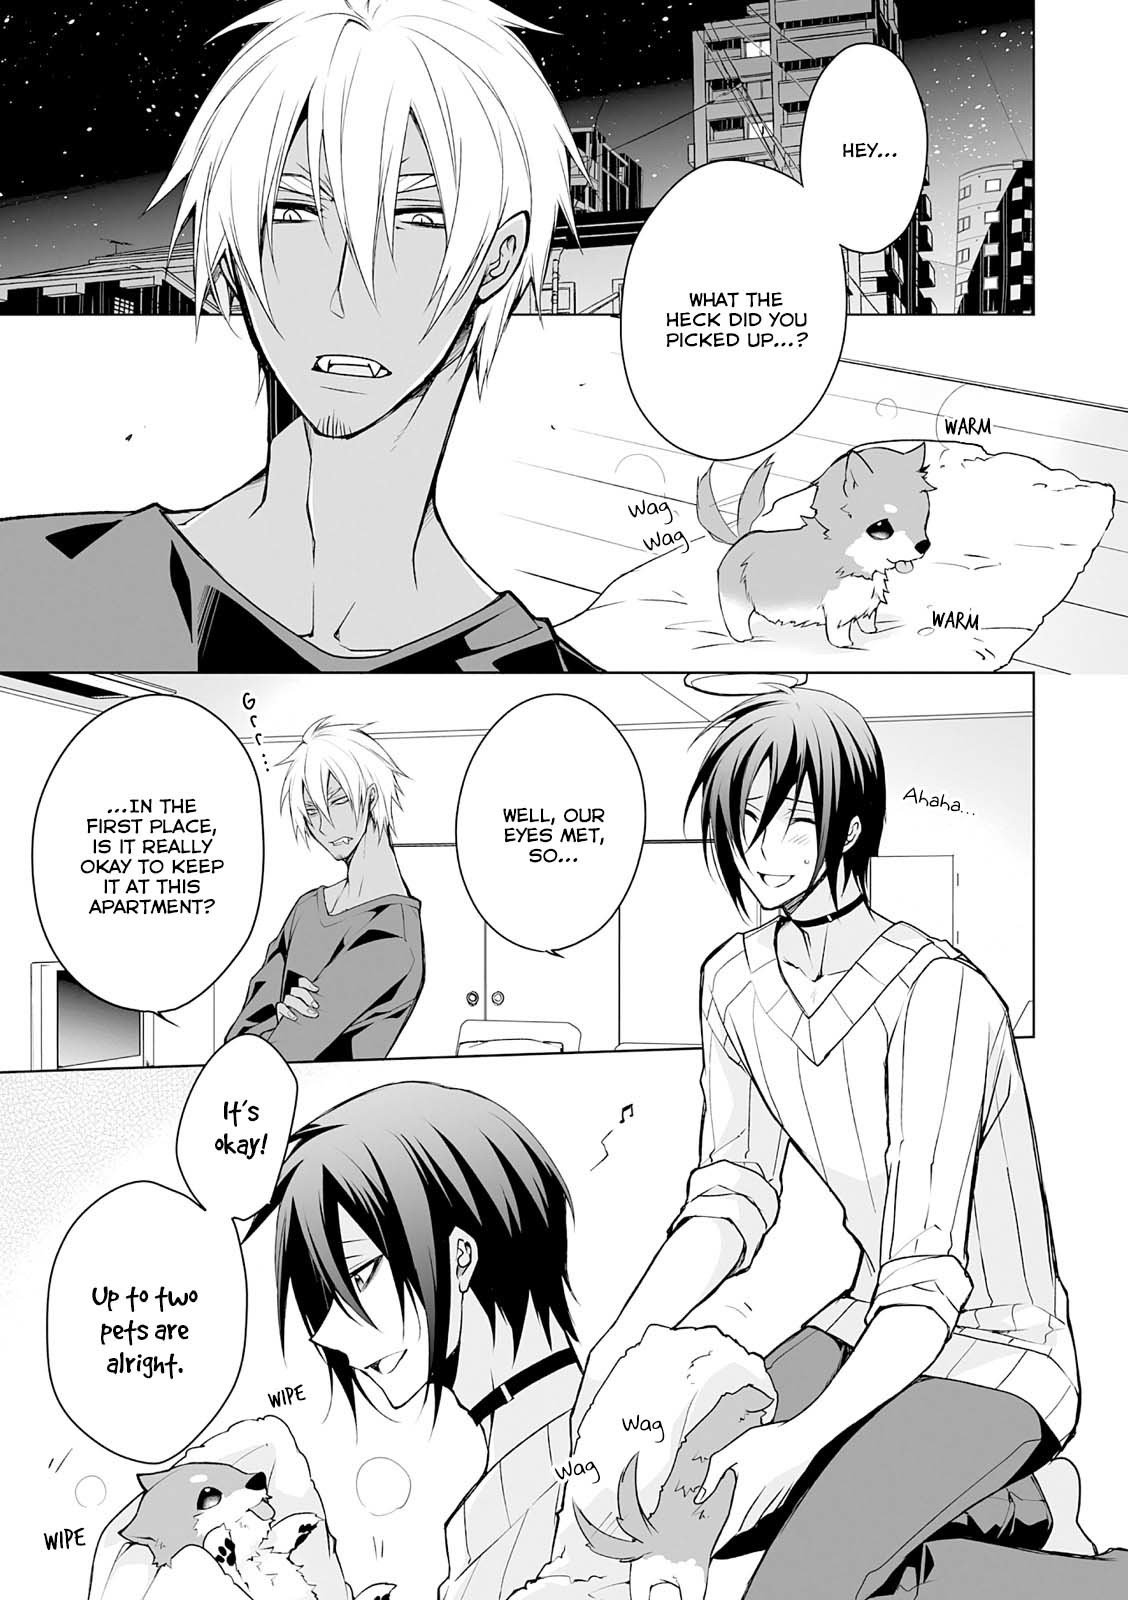 HEY...
WHAT THE
HECK DID YOU
PICKED UP...?
WARM
Wag
Wag
WARM
Ahaha...
WELL, OUR
EYES MET,
SO...
Grr...
...IN THE
FIRST PLACE,
IS IT REALLY
OKAY TO KEEP
IT AT THIS
APARTMENT?
It's
okay!
Up to two
pets are
alright.
WIPE
WIPE
Wag
Wag